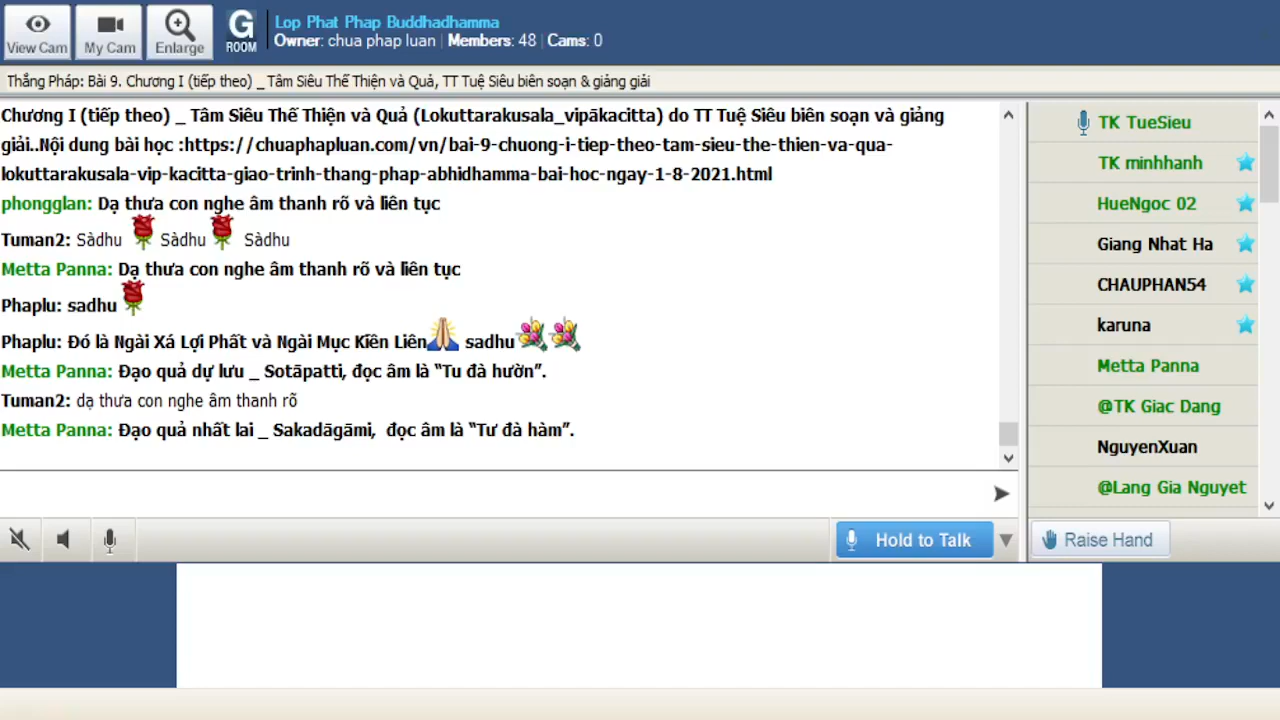 View Cam
My Cam
Enlarge
G
ROOM
Lop Phat Phap Buddhadhamma
Owner: chua phap luan | Members: 48 | Cams: 0
Thắng Pháp: Bài 9. Chương I (tiếp theo) _ Tâm Siêu Thế Thiện và Quả, TT Tuệ Siêu biên soạn & giảng giải
Chương I (tiếp theo) _ Tâm Siêu Thế Thiện và Quả (Lokuttarakusala_vipākacitta) do TT Tuệ Siêu biên soạn và giảng
giải..Nội dung bài học :https://chuaphapluan.com/vn/bai-9-chuong-i-tiep-theo-tam-sieu-the-thien-va-qua-
lokuttarakusala-vip-kacitta-giao-trinh-thang-phap-abhidhamma-bai-hoc-ngay-1-8-2021.html
phongglan: Dạ thưa con nghe âm thanh rõ và liên tục
Tuman2: Sàdhu Sàdhu Sàdhu
Metta Panna: Dạ thưa con nghe âm thanh rõ và liên tục
Phaplu: sadhu
Phaplu: Đó là Ngài Xá Lợi Phất và Ngài Mục Kiền Liên sadhu
Metta Panna: Đạo quả dự lưu _ Sotāpatti, đọc âm là “Tu đà hườn”.
Tuman2: dạ thưa con nghe âm thanh rõ
Metta Panna: Đạo quả nhất lai _ Sakadāgāmi, đọc âm là “Tư đà hàm”.
TK TueSieu
TK minhhanh
HueNgoc 02
Giang Nhat Ha
CHAUPHAN54
karuna
Metta Panna
@TK Giac Dang
NguyenXuan
@Lang Gia Nguyet
Hold to Talk
Raise Hand